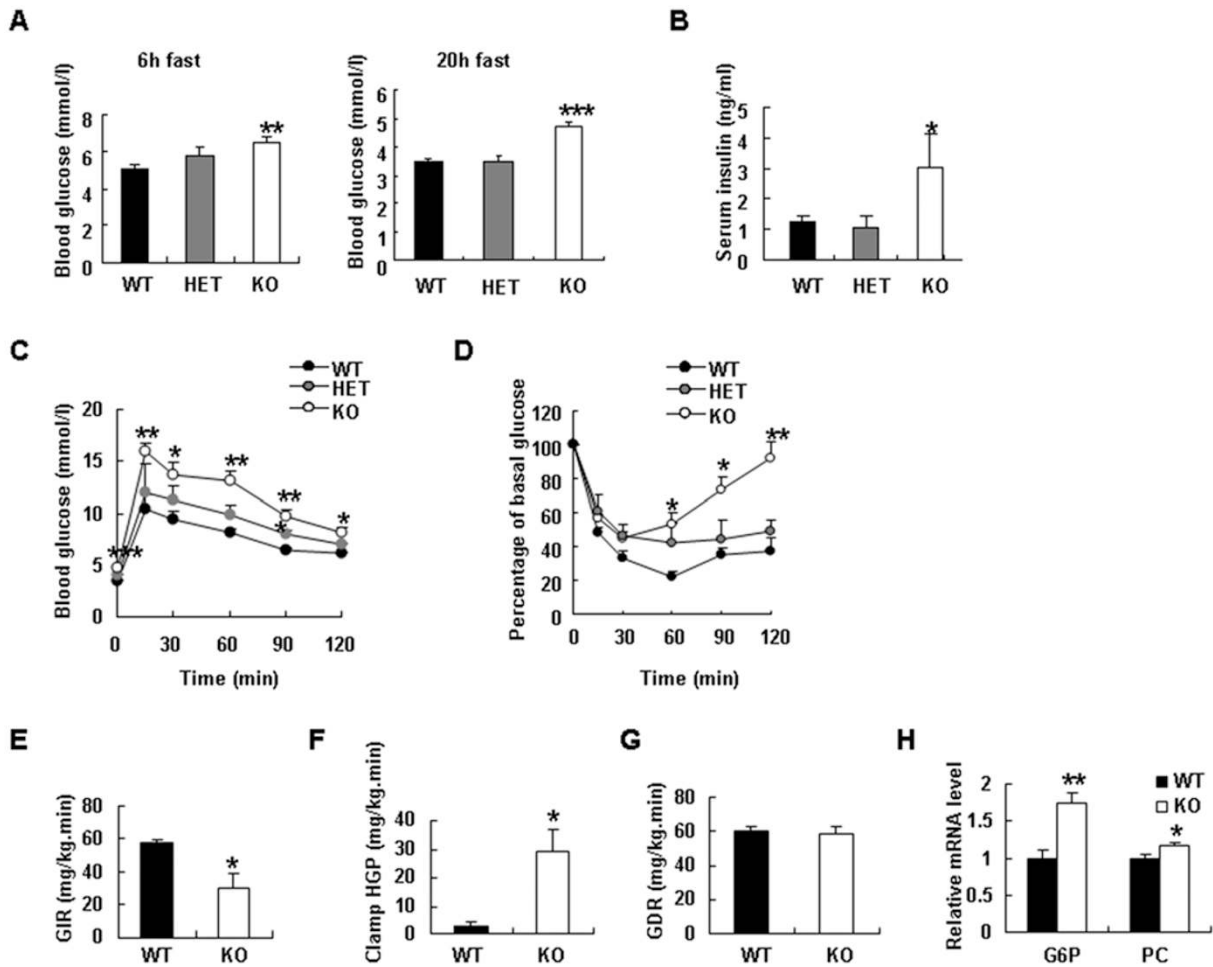 A
6h fast
Blood glucose (mmol/l)
8
6
4
2
0
**
WT HET KO
20h fast
Blood glucose (mmol/l)
6
5
4
3
2
1
0
***
WT HET KO
B
Serum insulin (ng/ml)
5
4
3
2
1
0
*
WT HET KO
C
WT
HET
KO
Blood glucose (mmol/l)
20
15
10
5
0
***
**
*
**
**
*
*
0 30 60 90 120
Time (min)
D
WT
HET
KO
Percentage of basal glucose
120
100
80
60
40
20
0
*
*
**
0 30 60 90 120
Time (min)
E
GIR (mg/kg.min)
80
60
40
20
0
*
WT KO
F
Clamp HGP (mg/kg.min)
40
30
20
10
0
*
WT KO
G
GDR (mg/kg.min)
80
60
40
20
0
WT KO
H
Relative mRNA level
2
1.5
1
0.5
0
**
*
WT
KO
G6P PC